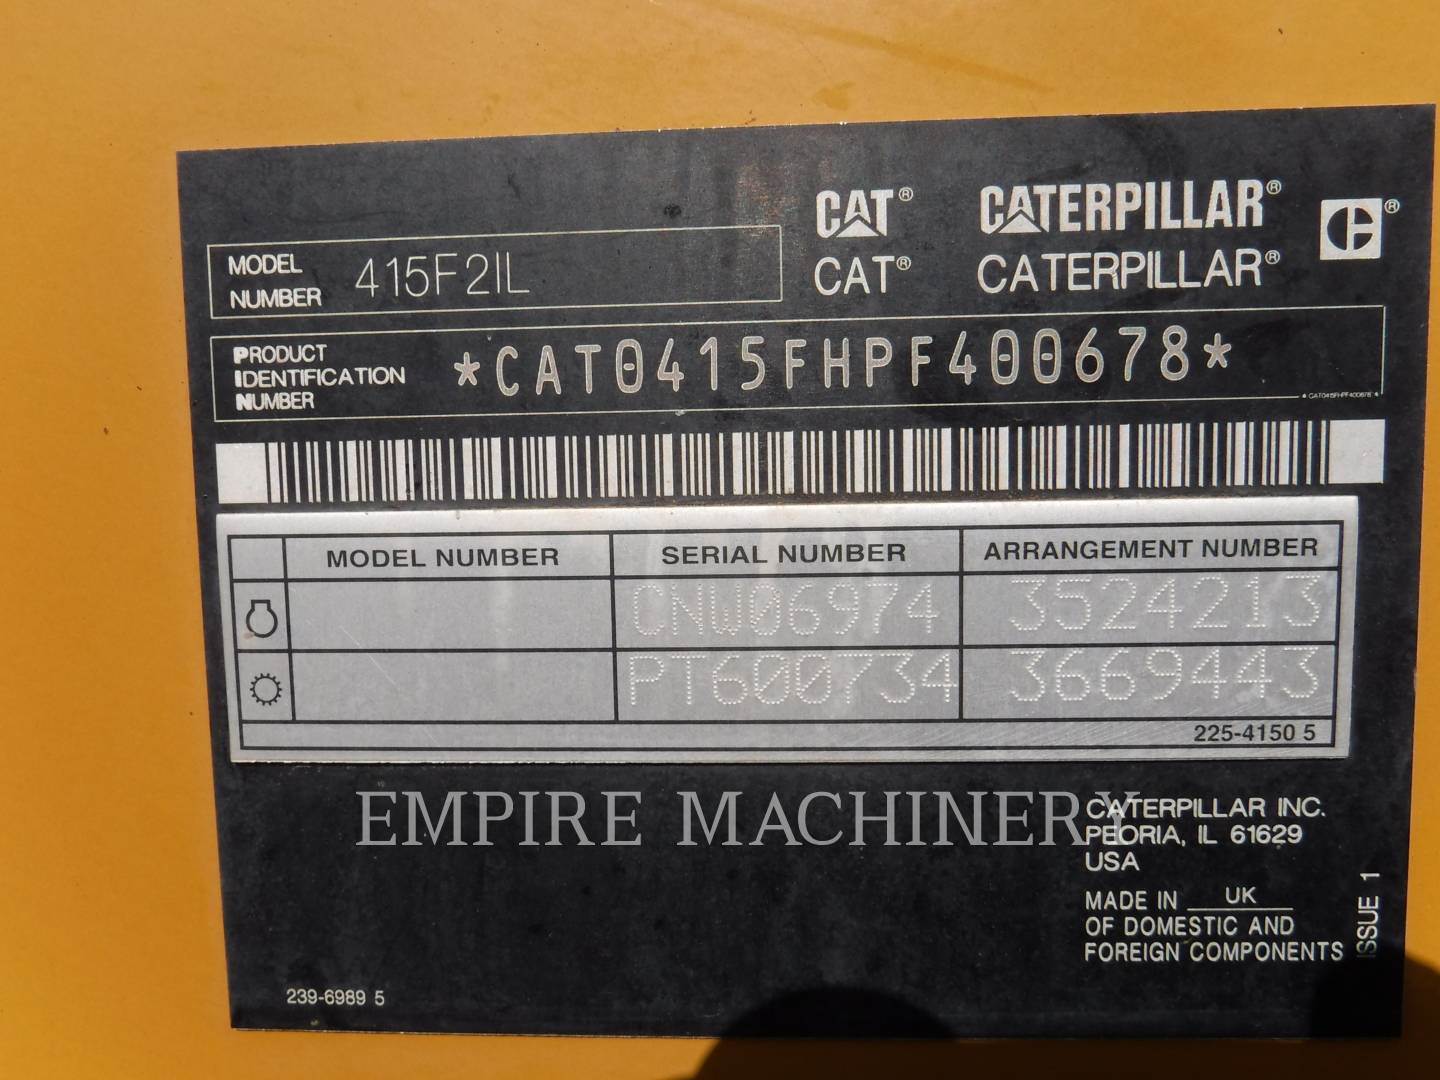 CAT® CATERPILLAR® ®
CAT® CATERPILLAR®
MODEL
NUMBER 415F2IL
PRODUCT
IDENTIFICATION
NUMBER
*CAT0415FHPF400678*
*CAT0415FHPF400678*
MODEL NUMBER SERIAL NUMBER ARRANGEMENT NUMBER
CNW06974 3524213
PT600734 3669443
225-4150 5
EMPIRE MACHINERY
CATERPILLAR INC.
PEORIA, IL 61629
USA
MADE IN UK
OF DOMESTIC AND
FOREIGN COMPONENTS
ISSUE 1
239-6989 5